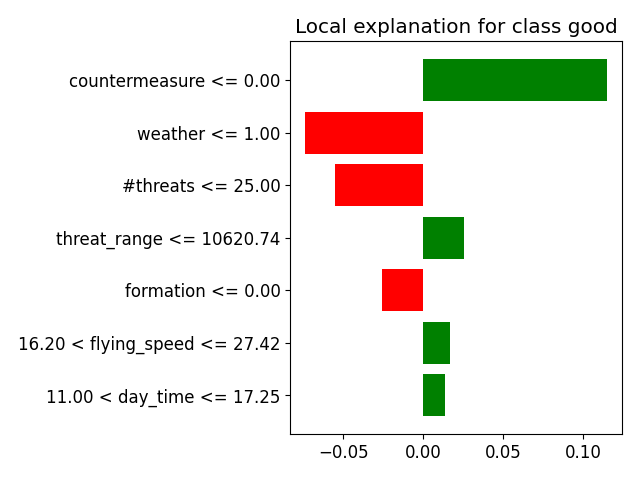 Local explanation for class good
countermeasure <= 0.00
weather <= 1.00
#threats <= 25.00
threat_range <= 10620.74
formation <= 0.00
16.20 < flying_speed <= 27.42
11.00 < day_time <= 17.25
−0.05 0.00 0.05 0.10